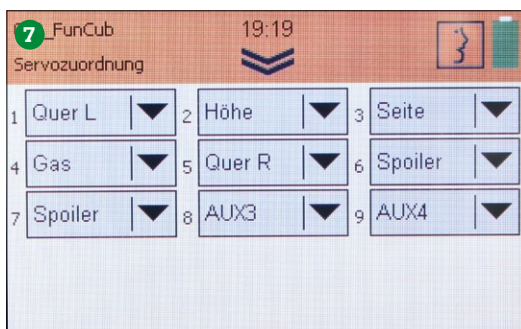 7 _FunCub 19:19
Servozuordnung
1 Quer L 2 Höhe 3 Seite
4 Gas 5 Quer R 6 Spoiler
7 Spoiler 8 AUX3 9 AUX4